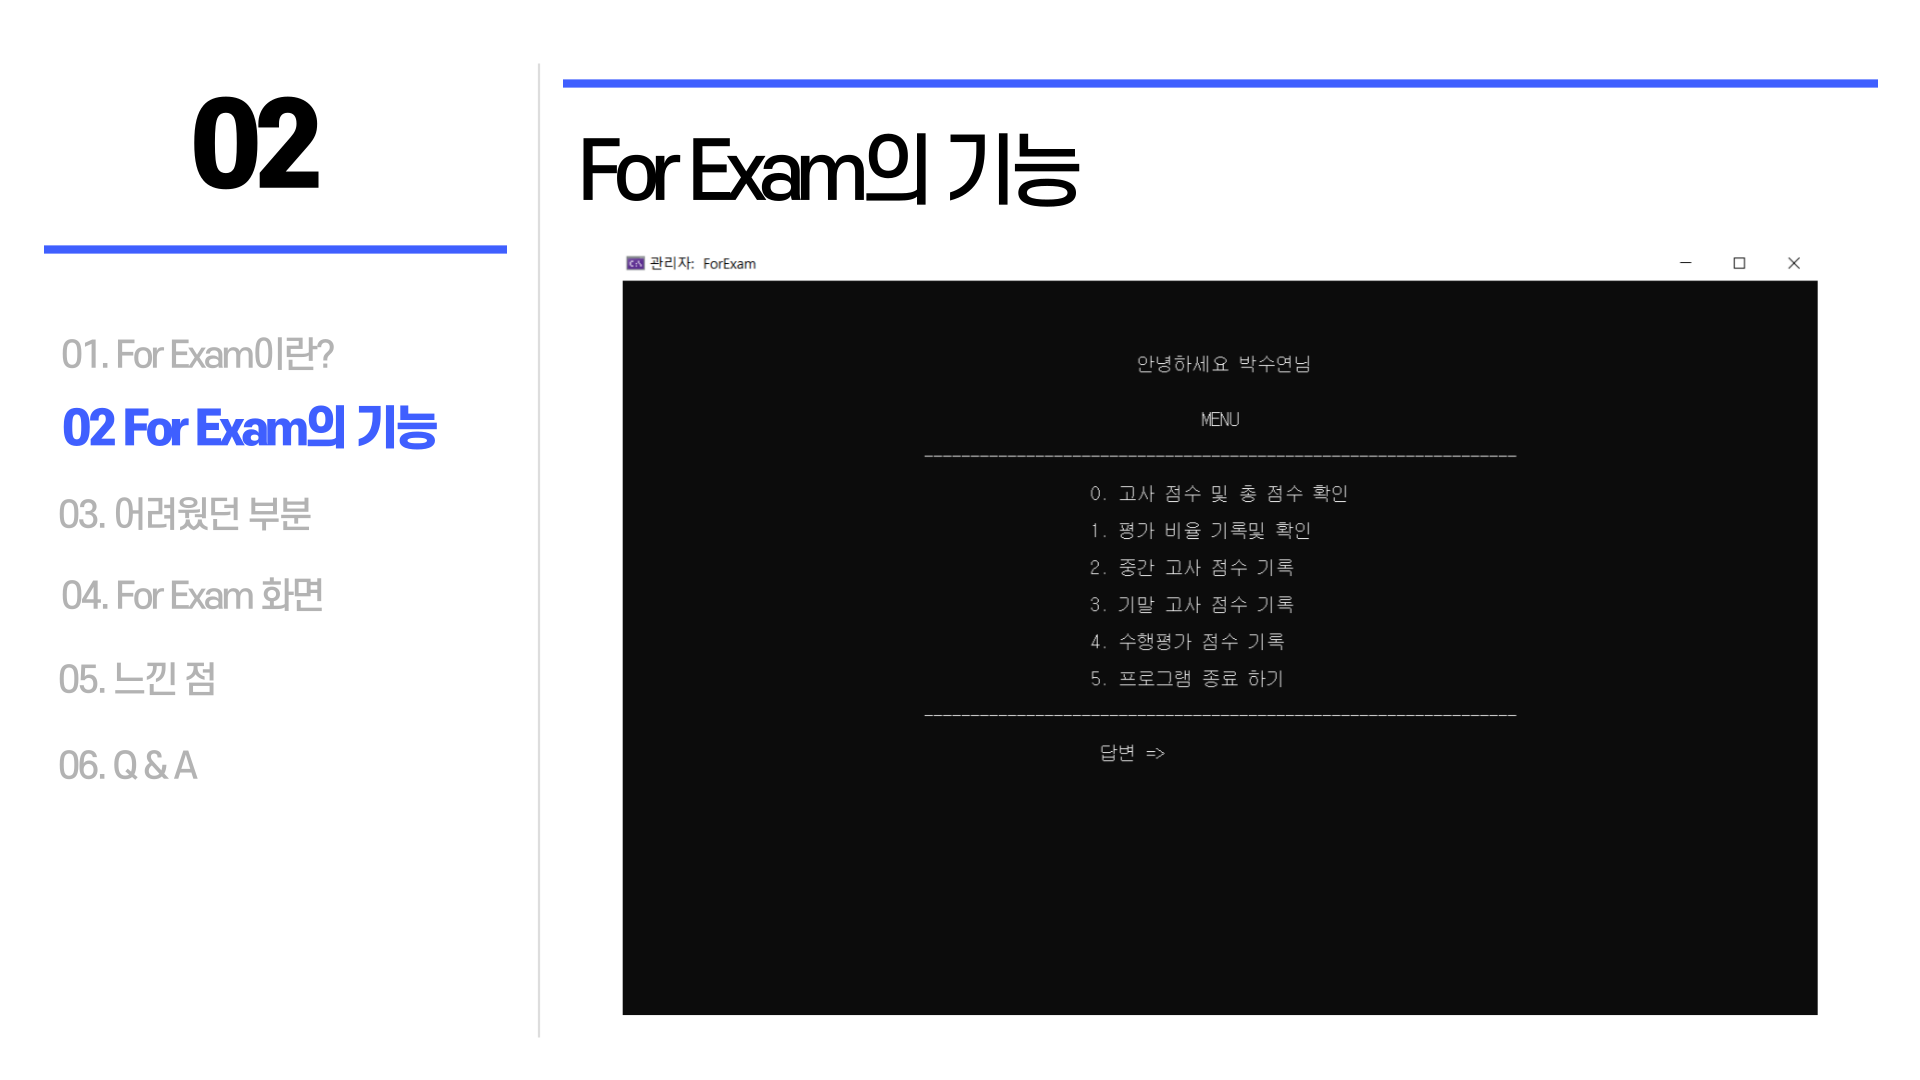 02
01. For Exam이란?
02 For Exam의 기능
03. 어려웠던 부분
04. For Exam 화면
05. 느낀 점
06. Q & A
For Exam의 기능
관리자: ForExam
안녕하세요 박수연님
MENU
0. 고사 점수 및 총 점수 확인
1. 평가 비율 기록및 확인
2. 중간 고사 점수 기록
3. 기말 고사 점수 기록
4. 수행평가 점수 기록
5. 프로그램 종료 하기
답변 =>